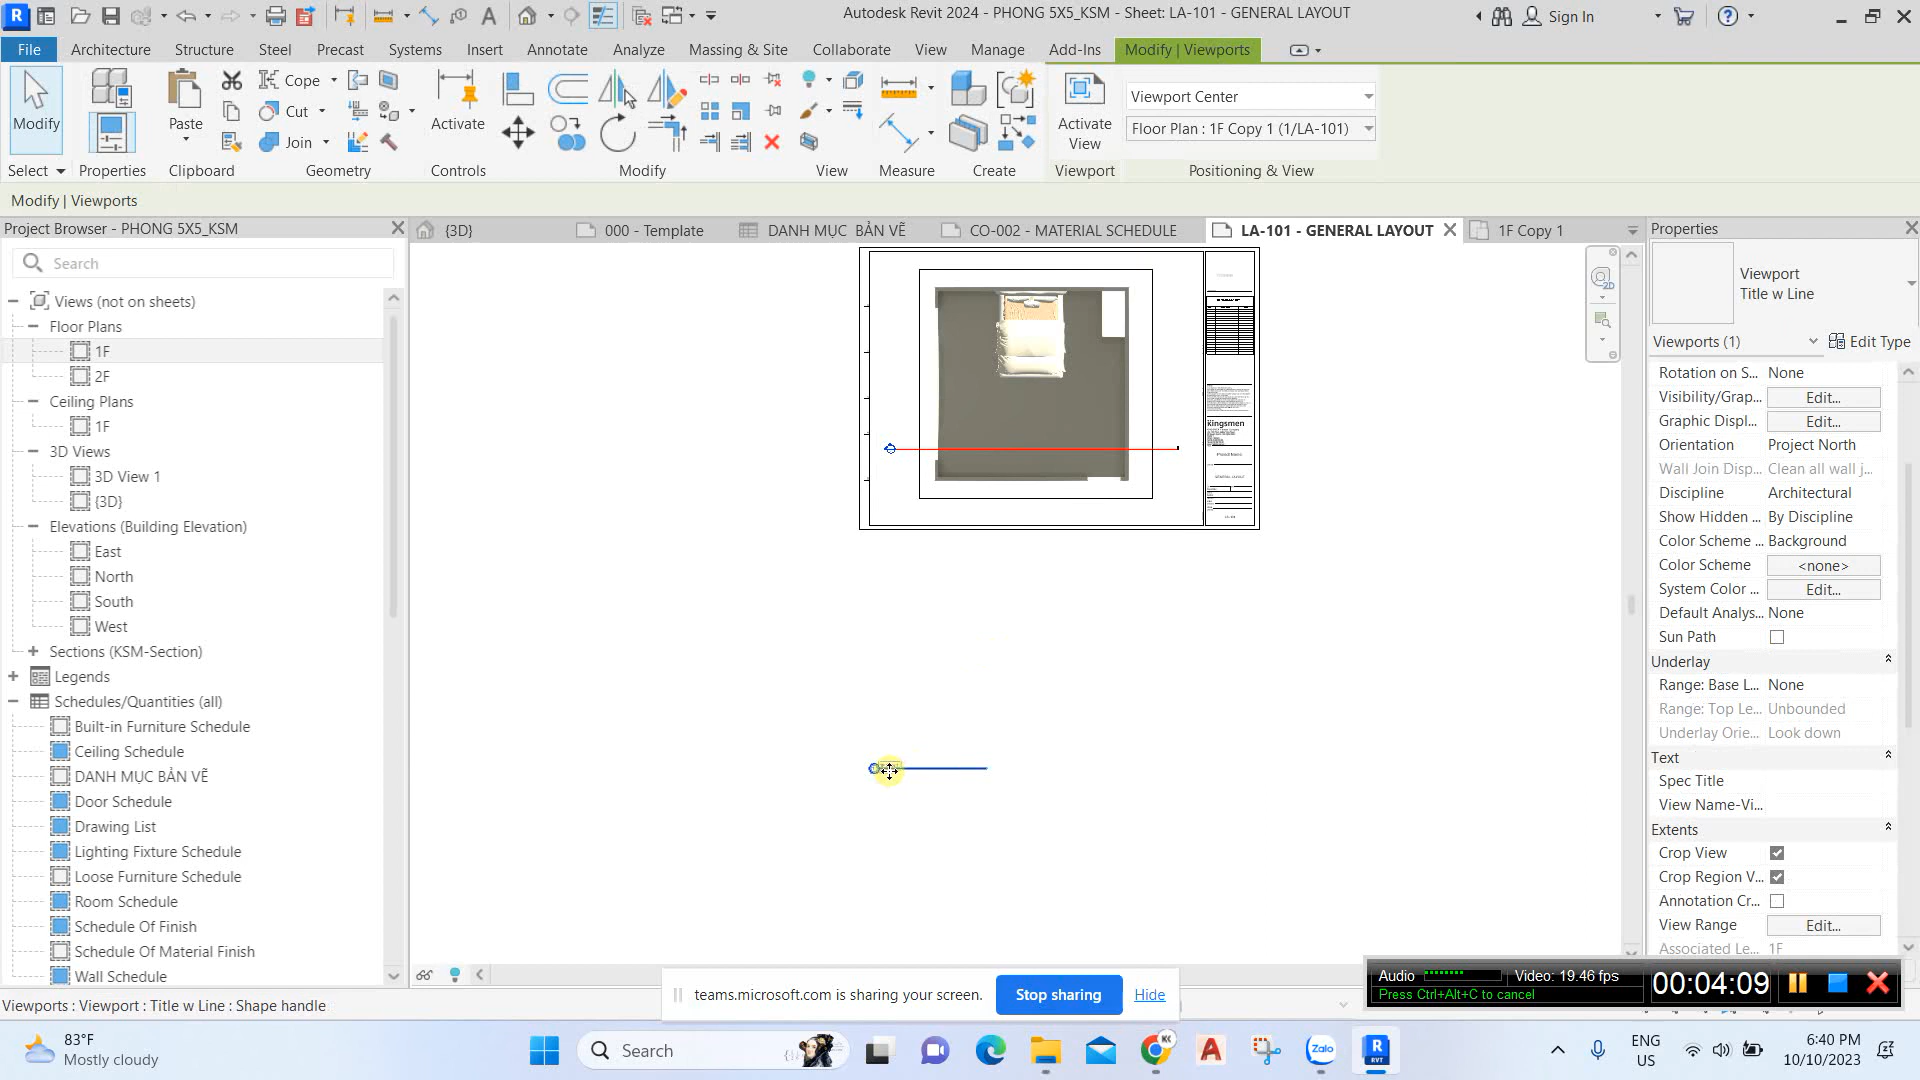 Autodesk Revit 2024 - PHONG 5X5_KSM - Sheet: LA-101 - GENERAL LAYOUT
Sign In
File
Architecture
Structure
Steel
Precast
Systems
Insert
Annotate
Analyze
Massing & Site
Collaborate
View
Manage
Add-Ins
Modify | Viewports
Modify
Paste
Cope
Cut
Join
Activate
Activate
View
Viewport Center
Floor Plan : 1F Copy 1 (1/LA-101)
Select
Properties
Clipboard
Geometry
Controls
Modify
View
Measure
Create
Viewport
Positioning & View
Modify | Viewports
Project Browser - PHONG 5X5_KSM
Search
Views (not on sheets)
Floor Plans
1F
2F
Ceiling Plans
1F
3D Views
3D View 1
{3D}
Elevations (Building Elevation)
East
North
South
West
Sections (KSM-Section)
Legends
Schedules/Quantities (all)
Built-in Furniture Schedule
Ceiling Schedule
DANH MỤC BẢN VẼ
Door Schedule
Drawing List
Lighting Fixture Schedule
Loose Furniture Schedule
Room Schedule
Schedule Of Finish
Schedule Of Material Finish
Wall Schedule
{3D}
000 - Template
DANH MỤC BẢN VẼ
CO-002 - MATERIAL SCHEDULE
LA-101 - GENERAL LAYOUT
1F Copy 1
2D
Kingsmen
Properties
Viewport
Title w Line
Viewports (1)
Edit Type
Rotation on S... None
Visibility/Grap... Edit...
Graphic Displ... Edit...
Orientation Project North
Wall Join Disp... Clean all wall j...
Discipline Architectural
Show Hidden ... By Discipline
Color Scheme ... Background
Color Scheme <none>
System Color ... Edit...
Default Analys... None
Sun Path
Underlay
Range: Base L... None
Range: Top Le... Unbounded
Underlay Orie... Look down
Text
Spec Title
View Name-Vi...
Extents
Crop View
Crop Region V...
Annotation Cr...
View Range Edit...
Associated Le... 1F
Viewports : Viewport : Title w Line : Shape handle
teams.microsoft.com is sharing your screen.
Stop sharing
Hide
Audio
Video: 19.46 fps
Press Ctrl+Alt+C to cancel
00:04:09
83°F
Mostly cloudy
Search
KK
Zalo
R
RVT
ENG
US
6:40 PM
10/10/2023